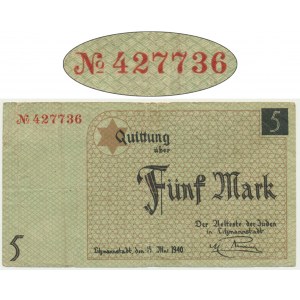 № 427736
№ 427736
Quittung
über
5
Fünf Mark
Der Aelteste der Juden
in Litzmannstadt
5
Litzmannstadt, den 15. Mai 1940